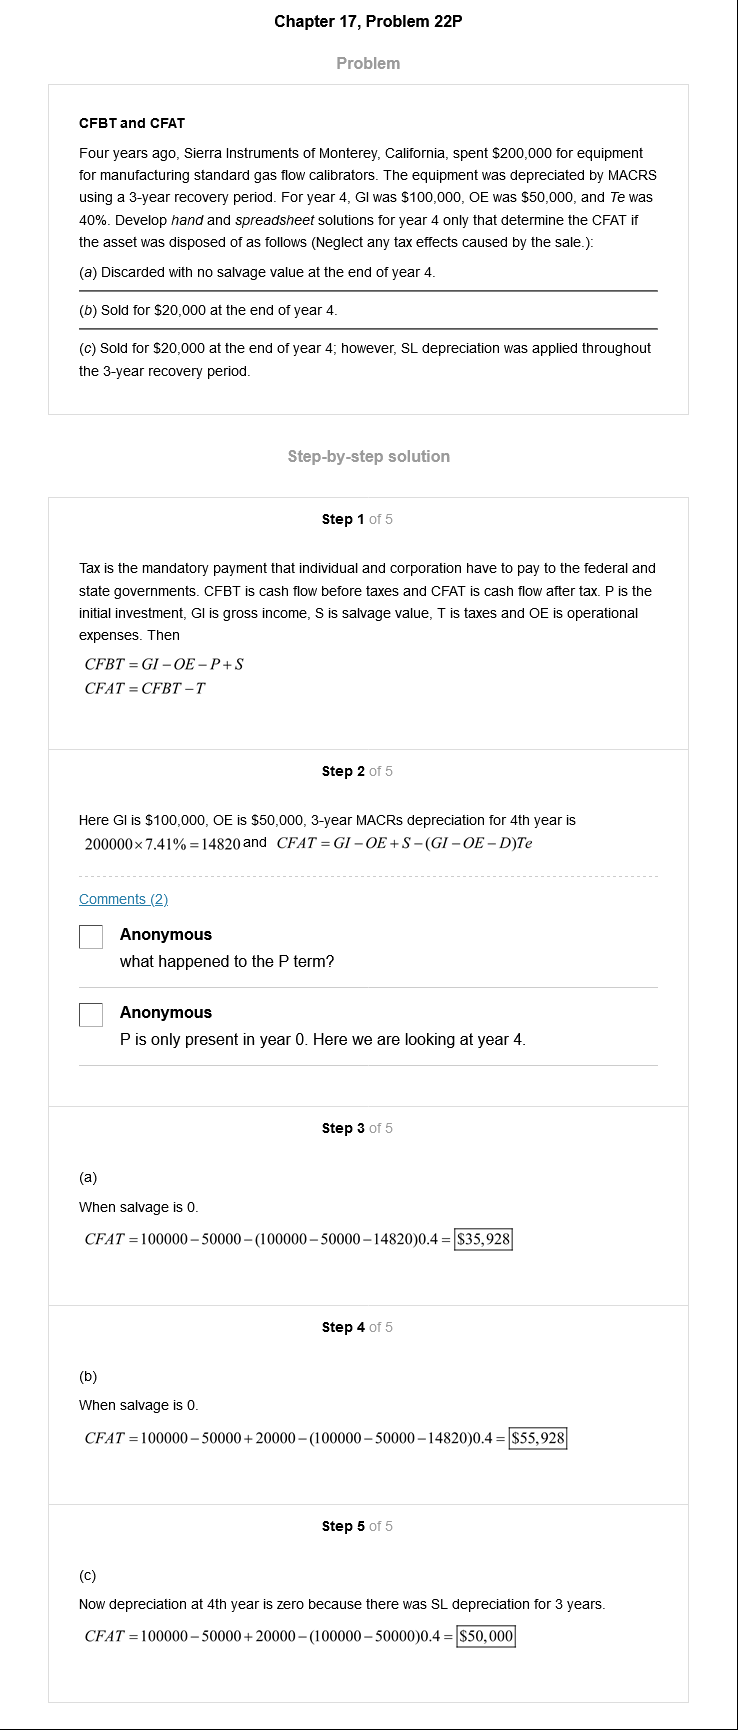 Chapter 17, Problem 22P
Problem
CFBT and CFAT
Four years ago, Sierra Instruments of Monterey, California, spent $200,000 for equipment
for manufacturing standard gas flow calibrators. The equipment was depreciated by MACRS
using a 3-year recovery period. For year 4, GI was $100,000, OE was $50,000, and Te was
40%. Develop hand and spreadsheet solutions for year 4 only that determine the CFAT if
the asset was disposed of as follows (Neglect any tax effects caused by the sale.):
(a) Discarded with no salvage value at the end of year 4.
(b) Sold for $20,000 at the end of year 4.
(c) Sold for $20,000 at the end of year 4; however, SL depreciation was applied throughout
the 3-year recovery period.
Step-by-step solution
Step 1 of 5
Tax is the mandatory payment that individual and corporation have to pay to the federal and
state governments. CFBT is cash flow before taxes and CFAT is cash flow after tax. P is the
initial investment, GI is gross income, S is salvage value, T is taxes and OE is operational
expenses. Then
CFBT = GI − OE − P + S
CFAT = CFBT − T
Step 2 of 5
Here GI is $100,000, OE is $50,000, 3-year MACRs depreciation for 4th year is
200000 × 7.41% = 14820 and CFAT = GI − OE + S − (GI − OE − D)Te
Comments (2)
Anonymous
what happened to the P term?
Anonymous
P is only present in year 0. Here we are looking at year 4.
Step 3 of 5
(a)
When salvage is 0.
CFAT = 100000 − 50000 − (100000 − 50000 − 14820)0.4 = $35,928
Step 4 of 5
(b)
When salvage is 0.
CFAT = 100000 − 50000 + 20000 − (100000 − 50000 − 14820)0.4 = $55,928
Step 5 of 5
(c)
Now depreciation at 4th year is zero because there was SL depreciation for 3 years.
CFAT = 100000 − 50000 + 20000 − (100000 − 50000)0.4 = $50,000